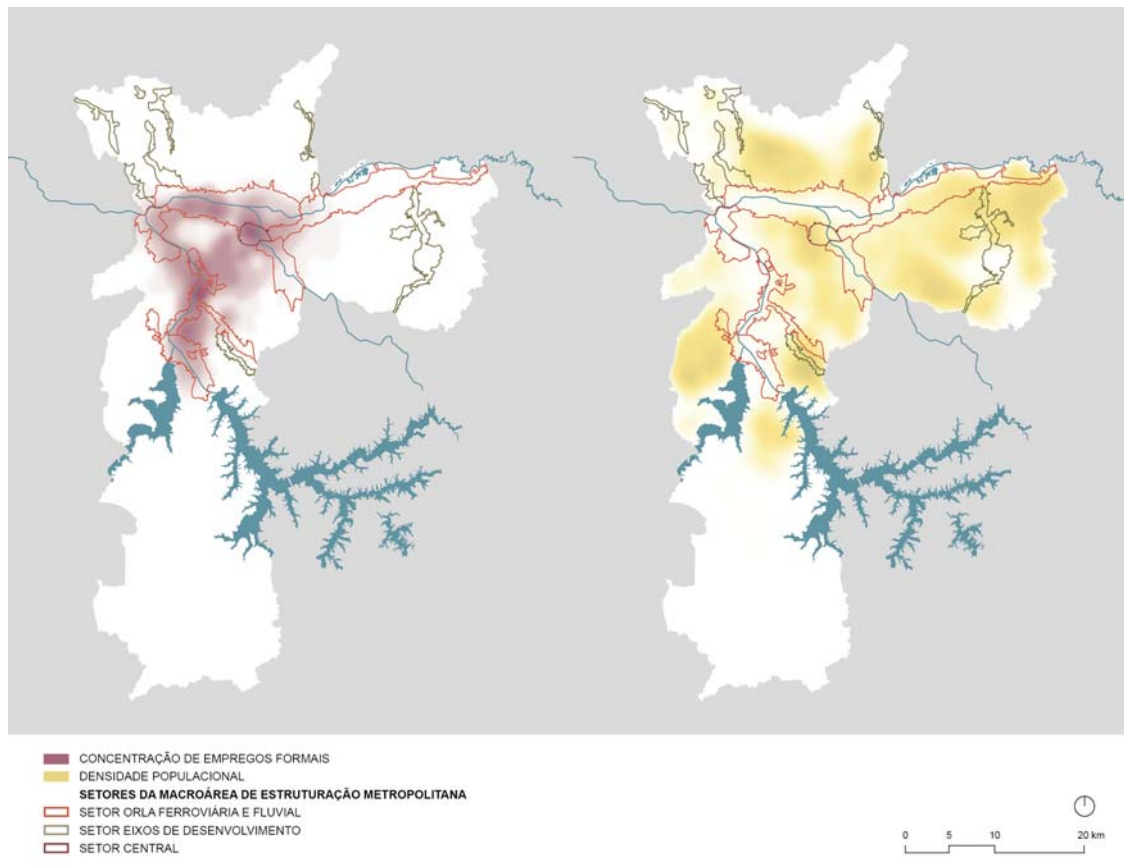 CONCENTRAÇÃO DE EMPREGOS FORMAIS
DENSIDADE POPULACIONAL
SETORES DA MACROÁREA DE ESTRUTURAÇÃO METROPOLITANA
SETOR ORLA FERROVIÁRIA E FLUVIAL
SETOR EIXOS DE DESENVOLVIMENTO
SETOR CENTRAL
0 5 10 20 km